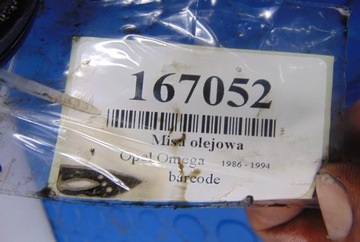 167052
Misa olejowa
Opel Omega 1986 - 1994
barcode